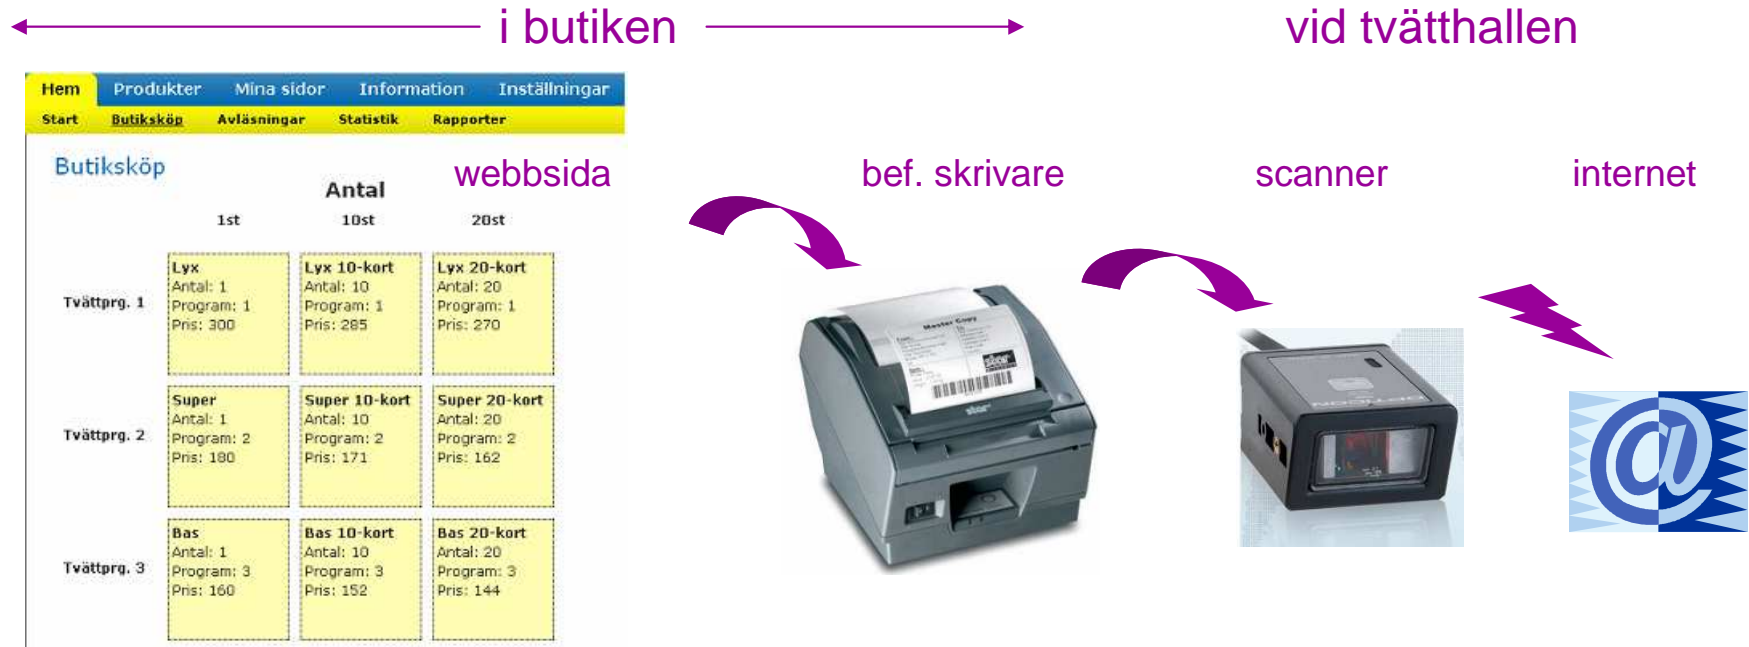 i butiken
vid tvätthallen
Hem Produkter Mina sidor Information Inställningar
Start Butiksköp Avläsningar Statistik Rapporter
Butiksköp
webbsida
bef. skrivare
scanner
internet
Antal
1st 10st 20st
Tvättprg. 1
Lyx
Antal: 1
Program: 1
Pris: 300
Lyx 10-kort
Antal: 10
Program: 1
Pris: 285
Lyx 20-kort
Antal: 20
Program: 1
Pris: 270
Tvättprg. 2
Super
Antal: 1
Program: 2
Pris: 180
Super 10-kort
Antal: 10
Program: 2
Pris: 171
Super 20-kort
Antal: 20
Program: 2
Pris: 162
Tvättprg. 3
Bas
Antal: 1
Program: 3
Pris: 160
Bas 10-kort
Antal: 10
Program: 3
Pris: 152
Bas 20-kort
Antal: 20
Program: 3
Pris: 144
Master Copy
star
@